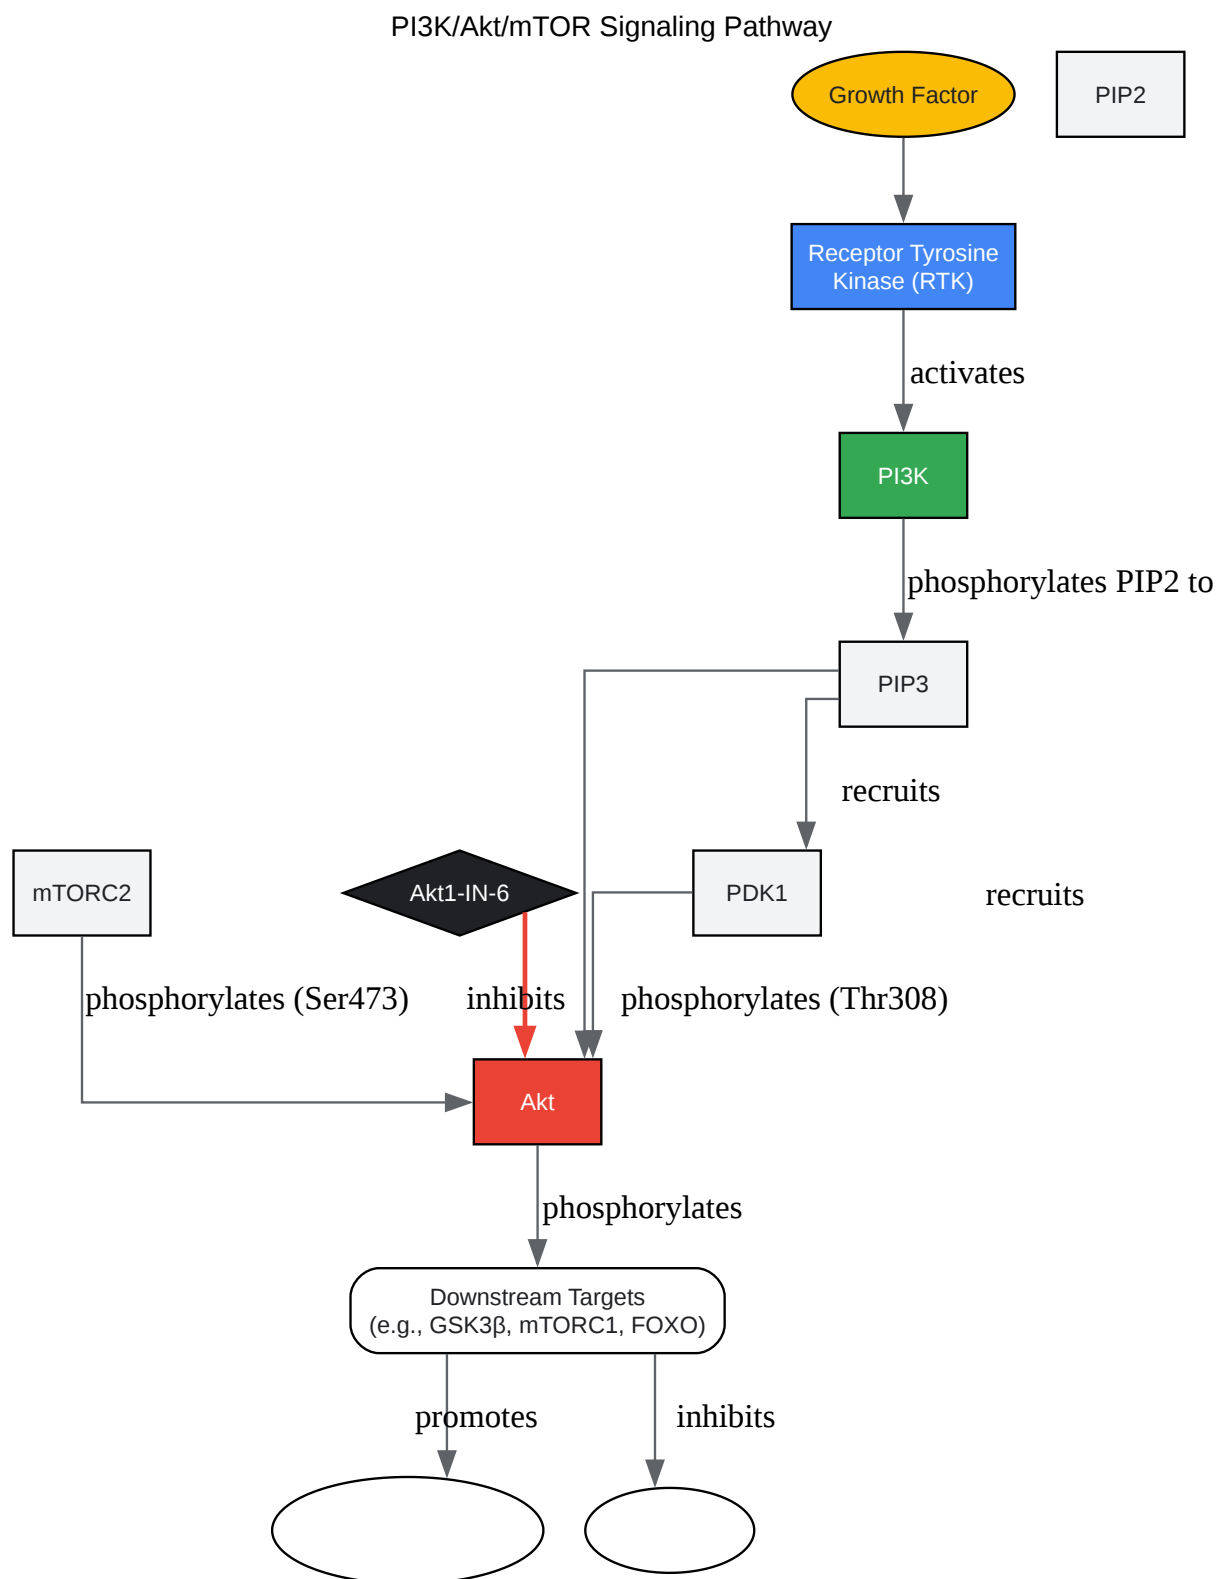 PI3K/Akt/mTOR Signaling Pathway
Growth Factor
PIP2
Receptor Tyrosine
Kinase (RTK)
activates
PI3K
phosphorylates PIP2 to
PIP3
recruits
mTORC2
Akt1-IN-6
PDK1
recruits
phosphorylates (Ser473)
inhibits
phosphorylates (Thr308)
Akt
phosphorylates
Downstream Targets
(e.g., GSK3β, mTORC1, FOXO)
promotes
inhibits